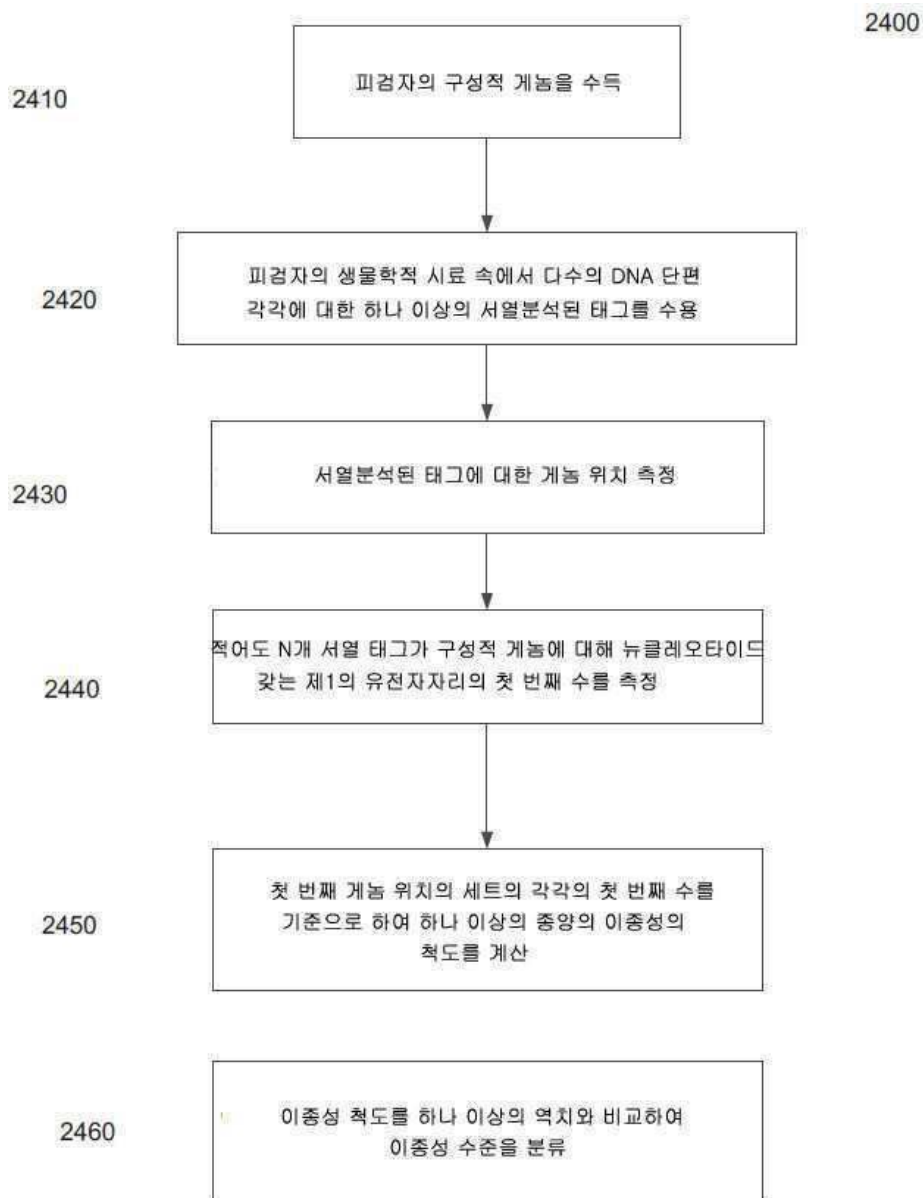 2400
2410
피검자의 구성적 게놈을 수득
2420
피검자의 생물학적 시료 속에서 다수의 DNA 단편
각각에 대한 하나 이상의 서열분석된 태그를 수용
2430
서열분석된 태그에 대한 게놈 위치 측정
2440
적어도 N개 서열 태그가 구성적 게놈에 대해 뉴클레오타이드
갖는 제1의 유전자자리의 첫 번째 수를 측정
2450
첫 번째 게놈 위치의 세트의 각각의 첫 번째 수를
기준으로 하여 하나 이상의 종양의 이종성의
척도를 계산
2460
이종성 척도를 하나 이상의 역치와 비교하여
이종성 수준을 분류